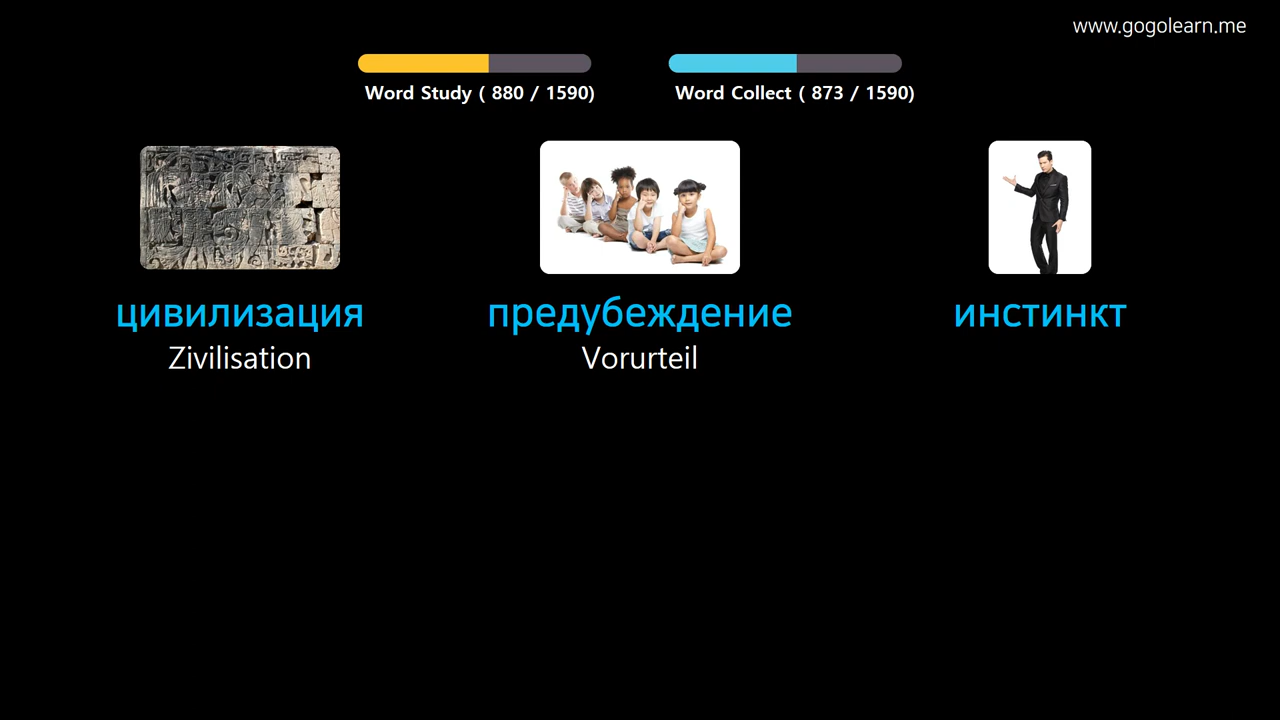 www.gogolearn.me
Word Study ( 880 / 1590)
Word Collect ( 873 / 1590)
цивилизация
предубеждение
инстинкт
Zivilisation
Vorurteil